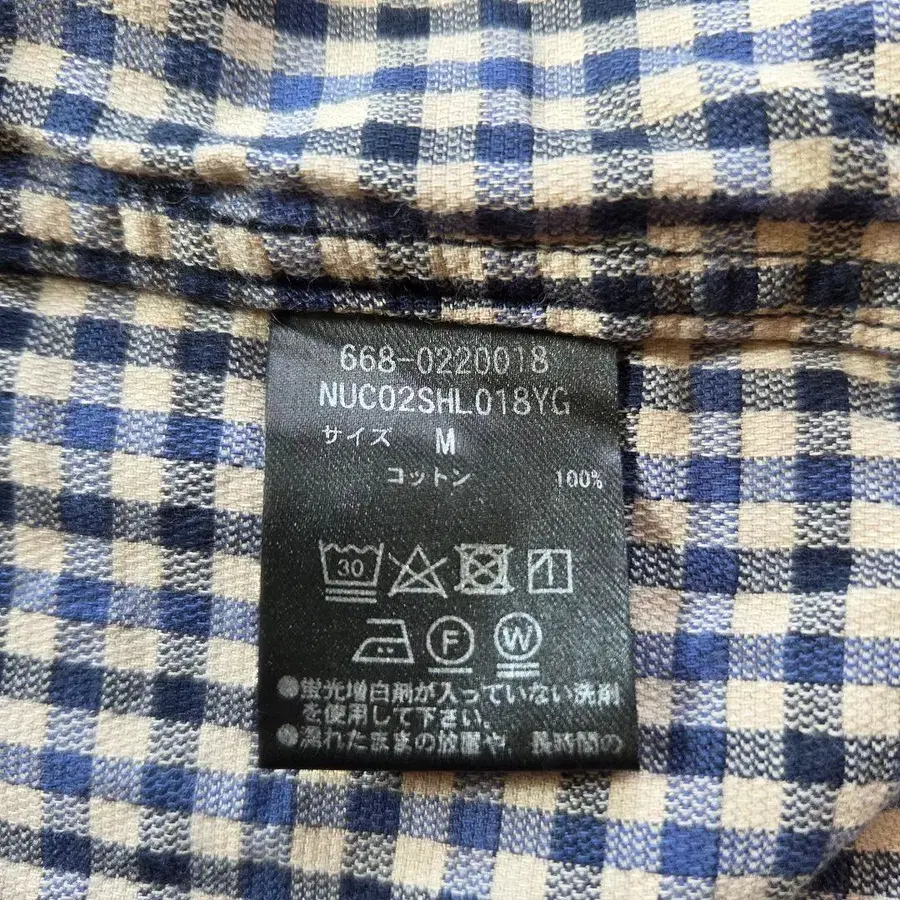 668-0220018
NUC02SHL018YG
サイズ M
コットン 100%
30
F W
●蛍光増白剤が入っていない洗剤
を使用して下さい。
●濡れたままの放置や、長時間の